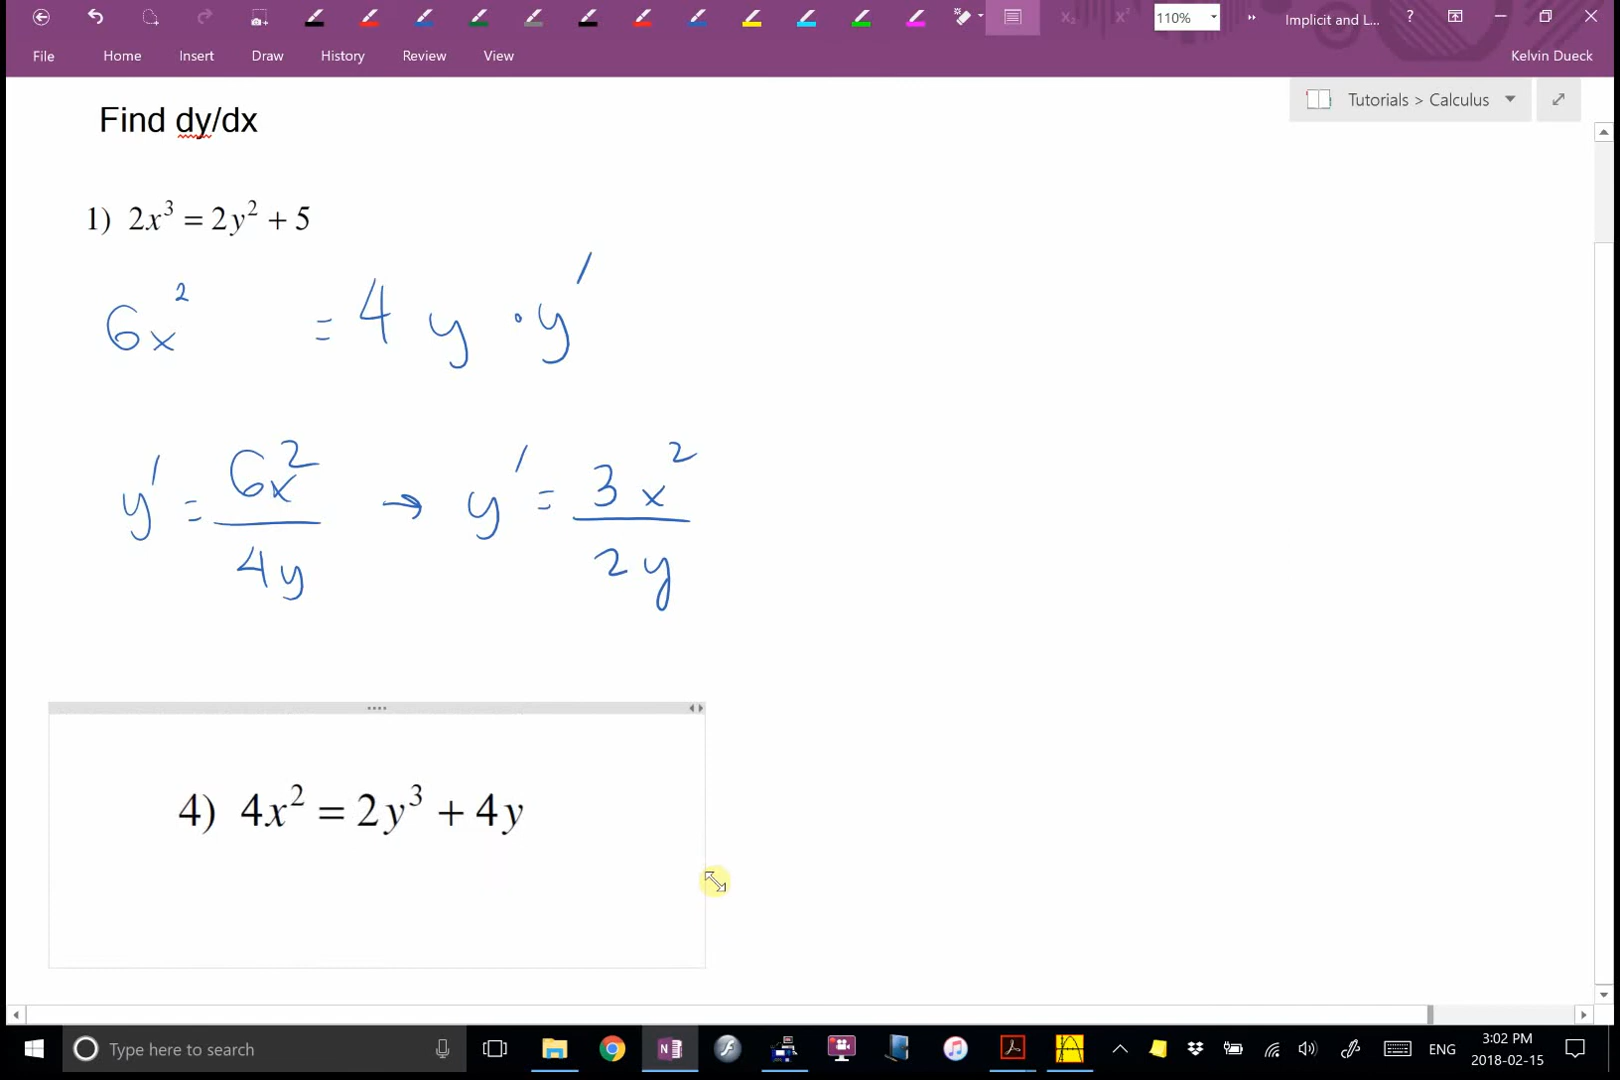 110%
Implicit and L...
?
File Home Insert Draw History Review View
Kelvin Dueck
Tutorials > Calculus
Find dy/dx
1) 2x³ = 2y² + 5
6x² = 4y · y′
y′ = 6x²/4y → y′ = 3x²/2y
4) 4x² = 2y³ + 4y
Type here to search
ENG
3:02 PM
2018-02-15